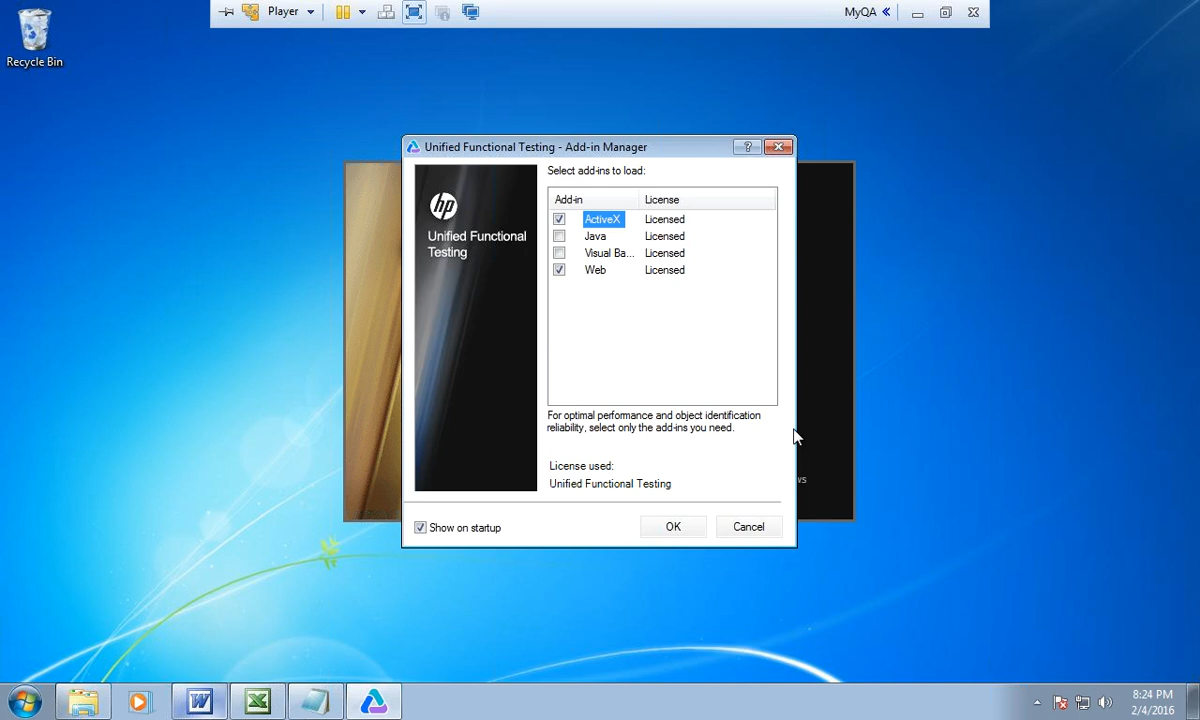 Player
MyQA
Recycle Bin
Unified Functional Testing - Add-in Manager
Select add-ins to load:
hp
Unified Functional
Testing
Add-in License
ActiveX Licensed
Java Licensed
Visual Ba... Licensed
Web Licensed
For optimal performance and object identification
reliability, select only the add-ins you need.
License used:
Unified Functional Testing
ws
Show on startup
OK
Cancel
8:24 PM
2/4/2016